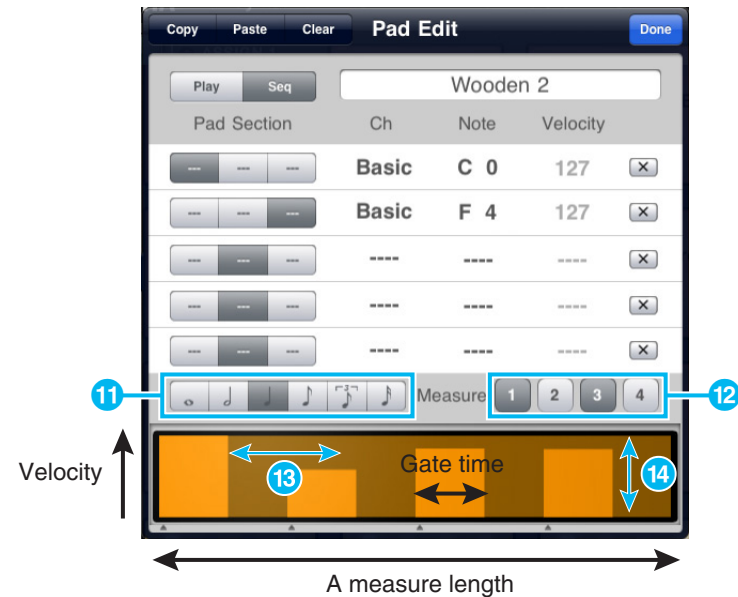 Copy Paste Clear Pad Edit Done
Play Seq Wooden 2
Pad Section Ch Note Velocity
--- --- --- Basic C 0 127 X
--- --- --- Basic F 4 127 X
--- --- --- ---- ---- ---- X
--- --- --- ---- ---- ---- X
--- --- --- ---- ---- ---- X
11 3 Measure 1 2 3 4 12
Velocity 13 Gate time 14
A measure length